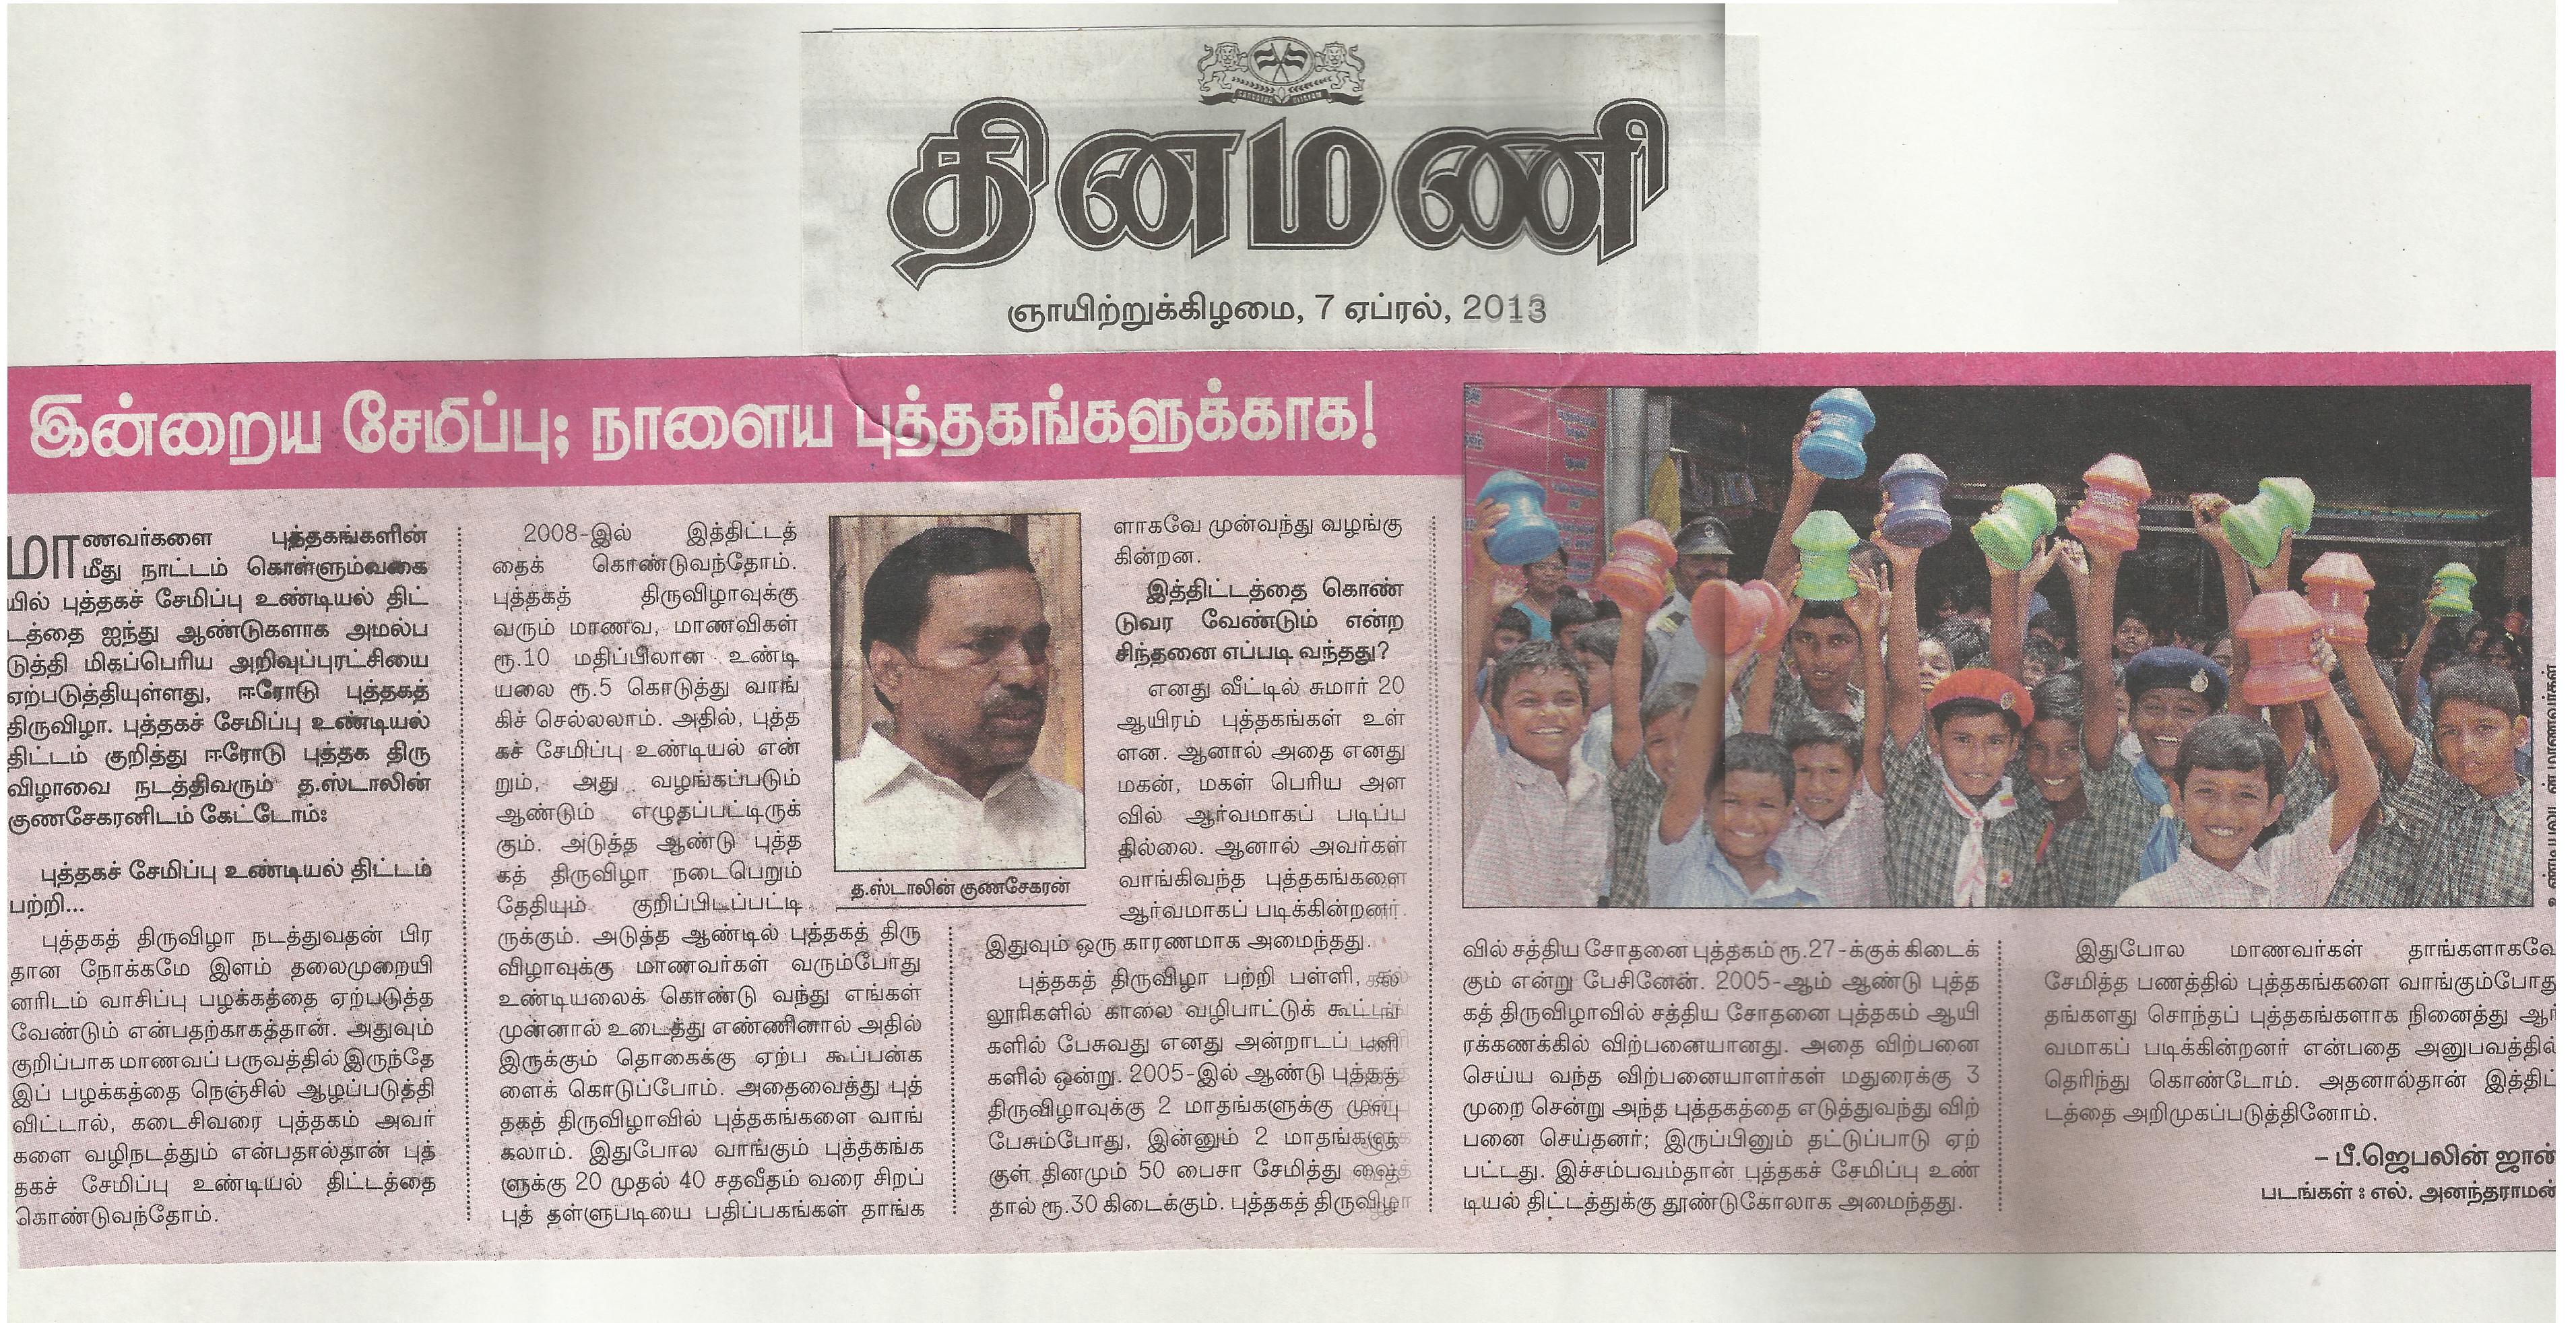 தினமணி
ஞாயிற்றுக்கிழமை, 7 ஏப்ரல், 2013
இன்றைய சேமிப்பு; நாளைய புத்தகங்களுக்காக!
மாணவர்களை புத்தகங்களின்
மீது நாட்டம் கொள்ளும்வகை
யில் புத்தகச் சேமிப்பு உண்டியல் திட்
டத்தை ஐந்து ஆண்டுகளாக அமல்ப
டுத்தி மிகப்பெரிய அறிவுப்புரட்சியை
ஏற்படுத்தியுள்ளது, ஈரோடு புத்தகத்
திருவிழா. புத்தகச் சேமிப்பு உண்டியல்
திட்டம் குறித்து ஈரோடு புத்தக திரு
விழாவை நடத்திவரும் த.ஸ்டாலின்
குணசேகரனிடம் கேட்டோம்:
புத்தகச் சேமிப்பு உண்டியல் திட்டம்
பற்றி...
புத்தகத் திருவிழா நடத்துவதன் பிர
தான நோக்கமே இளம் தலைமுறையி
னரிடம் வாசிப்பு பழக்கத்தை ஏற்படுத்த
வேண்டும் என்பதற்காகத்தான். அதுவும்
குறிப்பாக மாணவப் பருவத்தில் இருந்தே
இப் பழக்கத்தை நெஞ்சில் ஆழப்படுத்தி
விட்டால், கடைசிவரை புத்தகம் அவர்
களை வழிநடத்தும் என்பதால்தான் புத்
தகச் சேமிப்பு உண்டியல் திட்டத்தை
கொண்டுவந்தோம்.
2008-இல் இத்திட்டத்
தைக் கொண்டுவந்தோம்.
புத்தகத் திருவிழாவுக்கு
வரும் மாணவ, மாணவிகள்
ரூ.10 மதிப்பிலான உண்டி
யலை ரூ.5 கொடுத்து வாங்
கிச் செல்லலாம். அதில், புத்த
கச் சேமிப்பு உண்டியல் என்
றும், அது வழங்கப்படும்
ஆண்டும் எழுதப்பட்டிருக்
கும். அடுத்த ஆண்டு புத்த
கத் திருவிழா நடைபெறும்
தேதியும் குறிப்பிடப்பட்டி
ருக்கும். அடுத்த ஆண்டில் புத்தகத் திரு
விழாவுக்கு மாணவர்கள் வரும்போது
உண்டியலைக் கொண்டு வந்து எங்கள்
முன்னால் உடைத்து எண்ணினால் அதில்
இருக்கும் தொகைக்கு ஏற்ப கூப்பன்க
ளைக் கொடுப்போம். அதைவைத்து புத்
தகத் திருவிழாவில் புத்தகங்களை வாங்
கலாம். இதுபோல வாங்கும் புத்தகங்க
ளுக்கு 20 முதல் 40 சதவீதம் வரை சிறப்
புத் தள்ளுபடியை பதிப்பகங்கள் தாங்க
த.ஸ்டாலின் குணசேகரன்
ளாகவே முன்வந்து வழங்கு
கின்றன.
இத்திட்டத்தை கொண்
டுவர வேண்டும் என்ற
சிந்தனை எப்படி வந்தது?
எனது வீட்டில் சுமார் 20
ஆயிரம் புத்தகங்கள் உள்
ளன. ஆனால் அதை எனது
மகன், மகள் பெரிய அள
வில் ஆர்வமாகப் படிப்ப
தில்லை. ஆனால் அவர்கள்
வாங்கிவந்த புத்தகங்களை
ஆர்வமாகப் படிக்கின்றனர்.
இதுவும் ஒரு காரணமாக அமைந்தது.
புத்தகத் திருவிழா பற்றி பள்ளி, கல்
லூரிகளில் காலை வழிபாட்டுக் கூட்டங்
களில் பேசுவது எனது அன்றாடப் பணி
களில் ஒன்று. 2005-இல் ஆண்டு புத்தகத்
திருவிழாவுக்கு 2 மாதங்களுக்கு முன்பு
பேசும்போது, இன்னும் 2 மாதங்களுக்
குள் தினமும் 50 பைசா சேமித்து வைத்
தால் ரூ.30 கிடைக்கும். புத்தகத் திருவிழா
உண்டியலுடன் மாணவர்கள்
வில் சத்திய சோதனை புத்தகம் ரூ.27-க்குக் கிடைக்
கும் என்று பேசினேன். 2005-ஆம் ஆண்டு புத்த
கத் திருவிழாவில் சத்திய சோதனை புத்தகம் ஆயி
ரக்கணக்கில் விற்பனையானது. அதை விற்பனை
செய்ய வந்த விற்பனையாளர்கள் மதுரைக்கு 3
முறை சென்று அந்த புத்தகத்தை எடுத்துவந்து விற்
பனை செய்தனர்; இருப்பினும் தட்டுப்பாடு ஏற்
பட்டது. இச்சம்பவம்தான் புத்தகச் சேமிப்பு உண்
டியல் திட்டத்துக்கு தூண்டுகோலாக அமைந்தது.
இதுபோல மாணவர்கள் தாங்களாகவே
சேமித்த பணத்தில் புத்தகங்களை வாங்கும்போது
தங்களது சொந்தப் புத்தகங்களாக நினைத்து ஆர்
வமாகப் படிக்கின்றனர் என்பதை அனுபவத்தில்
தெரிந்து கொண்டோம். அதனால்தான் இத்திட்
டத்தை அறிமுகப்படுத்தினோம்.
– பீ.ஜெபலின் ஜான்
படங்கள் : எல். அனந்தராமன்